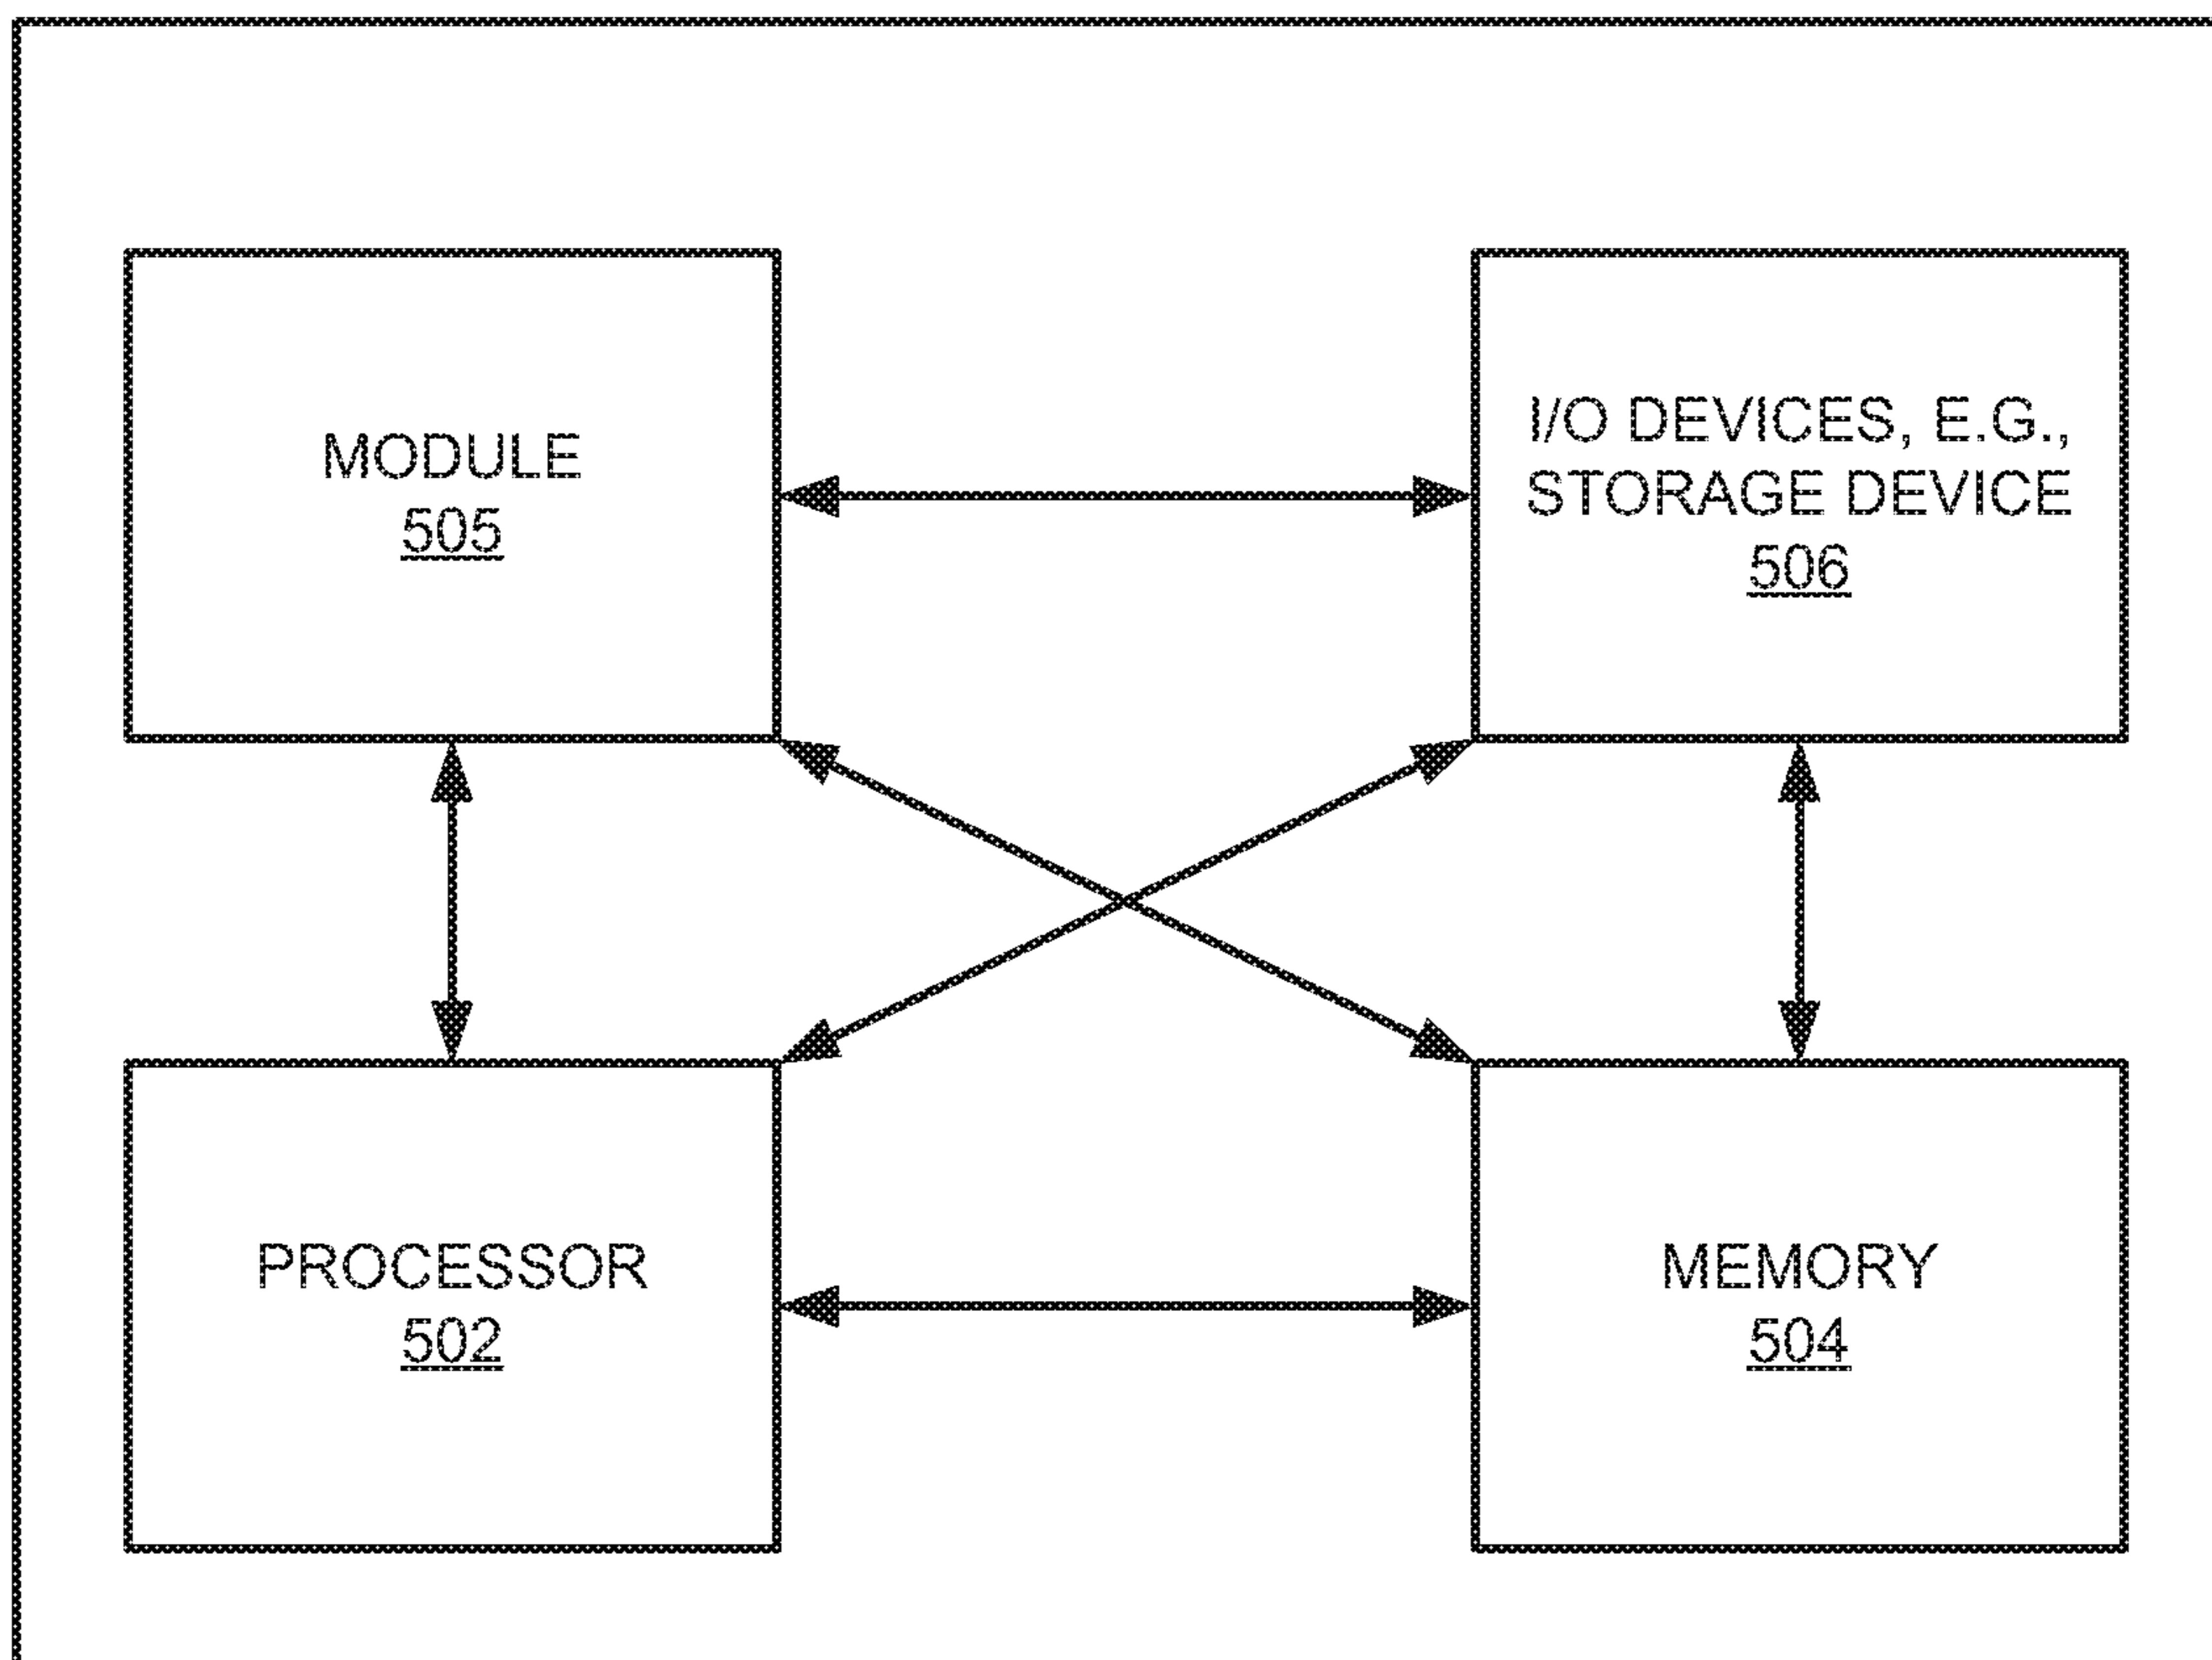 MODULE
505
I/O DEVICES, E.G.,
STORAGE DEVICE
506
PROCESSOR
502
MEMORY
504